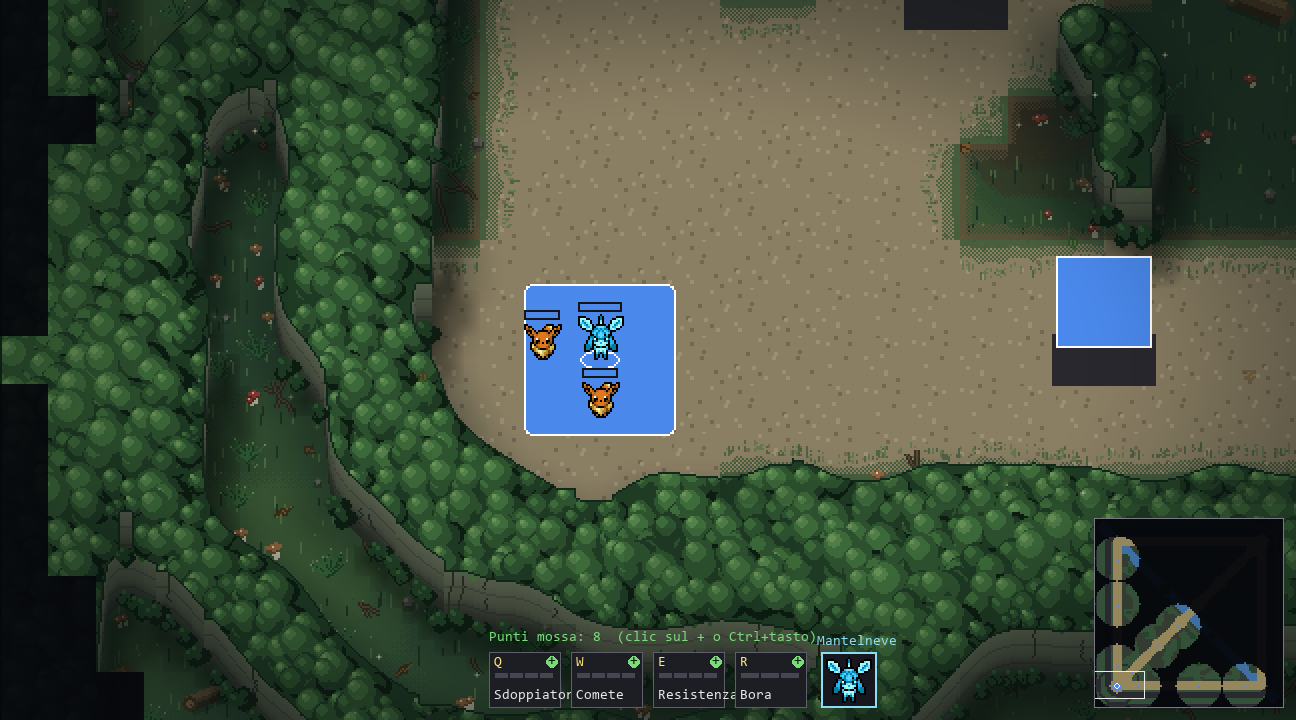 Punti mossa: 8 (clic sul + o Ctrl+tasto)
Mantelneve
Q
W
E
R
Sdoppiator
Comete
Resistenza
Bora